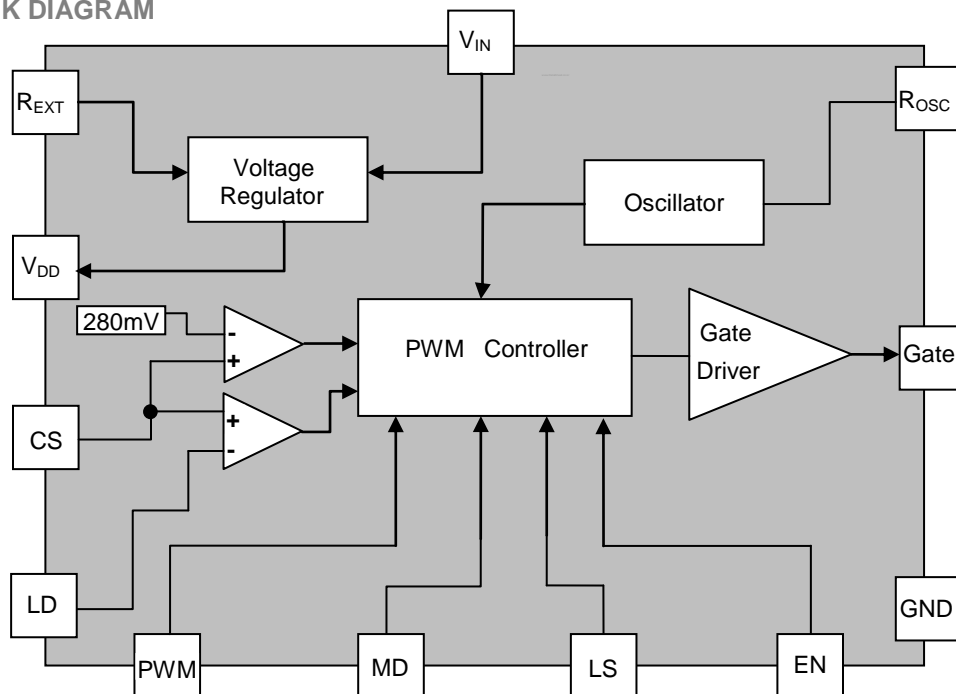 K DIAGRAM
VIN
REXT
ROSC
Voltage
Regulator
Oscillator
VDD
280mV
-
+
PWM Controller
Gate
Driver
Gate
CS
+
-
LD
GND
PWM
MD
LS
EN